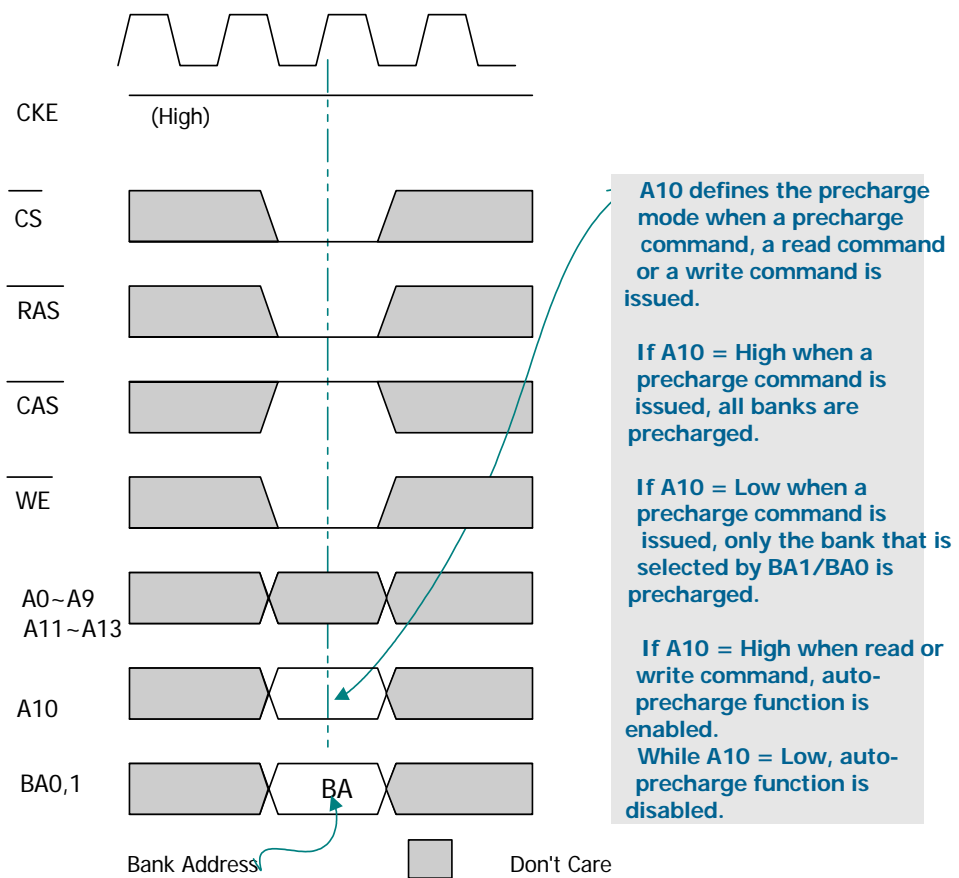 CKE
(High)
CS
RAS
CAS
WE
A0~A9
A11~A13
A10
BA0,1
BA
Bank Address
Don't Care
A10 defines the precharge
mode when a precharge
command, a read command
or a write command is
issued.
If A10 = High when a
precharge command is
issued, all banks are
precharged.
If A10 = Low when a
precharge command is
issued, only the bank that is
selected by BA1/BA0 is
precharged.
If A10 = High when read or
write command, auto-
precharge function is
enabled.
While A10 = Low, auto-
precharge function is
disabled.